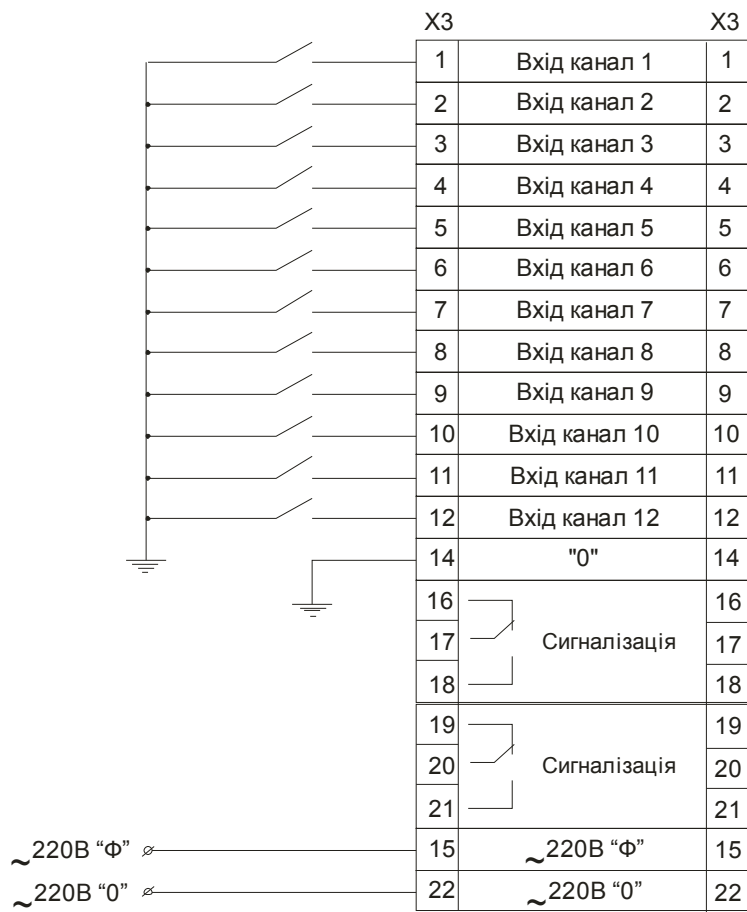 X3 X3
1 Вхід канал 1 1
2 Вхід канал 2 2
3 Вхід канал 3 3
4 Вхід канал 4 4
5 Вхід канал 5 5
6 Вхід канал 6 6
7 Вхід канал 7 7
8 Вхід канал 8 8
9 Вхід канал 9 9
10 Вхід канал 10 10
11 Вхід канал 11 11
12 Вхід канал 12 12
14 "0" 14
16 16
17 Сигналізація 17
18 18
19 19
20 Сигналізація 20
21 21
~220В “Ф” 15 ~220В “Ф” 15
~220В “0” 22 ~220В “0” 22